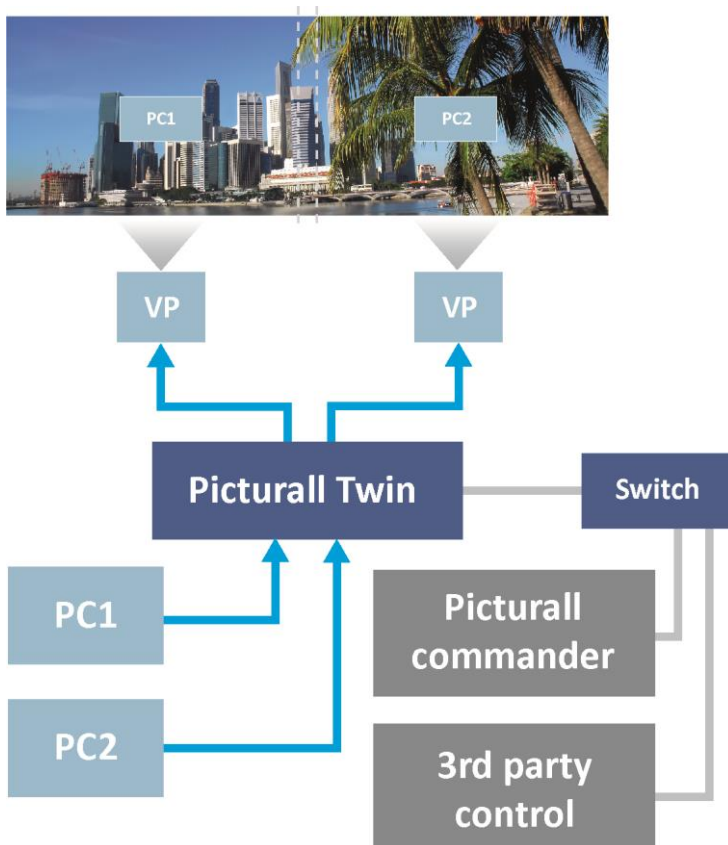 PC1
PC2
VP
VP
Picturall Twin
Switch
PC1
Picturall
commander
PC2
3rd party
control